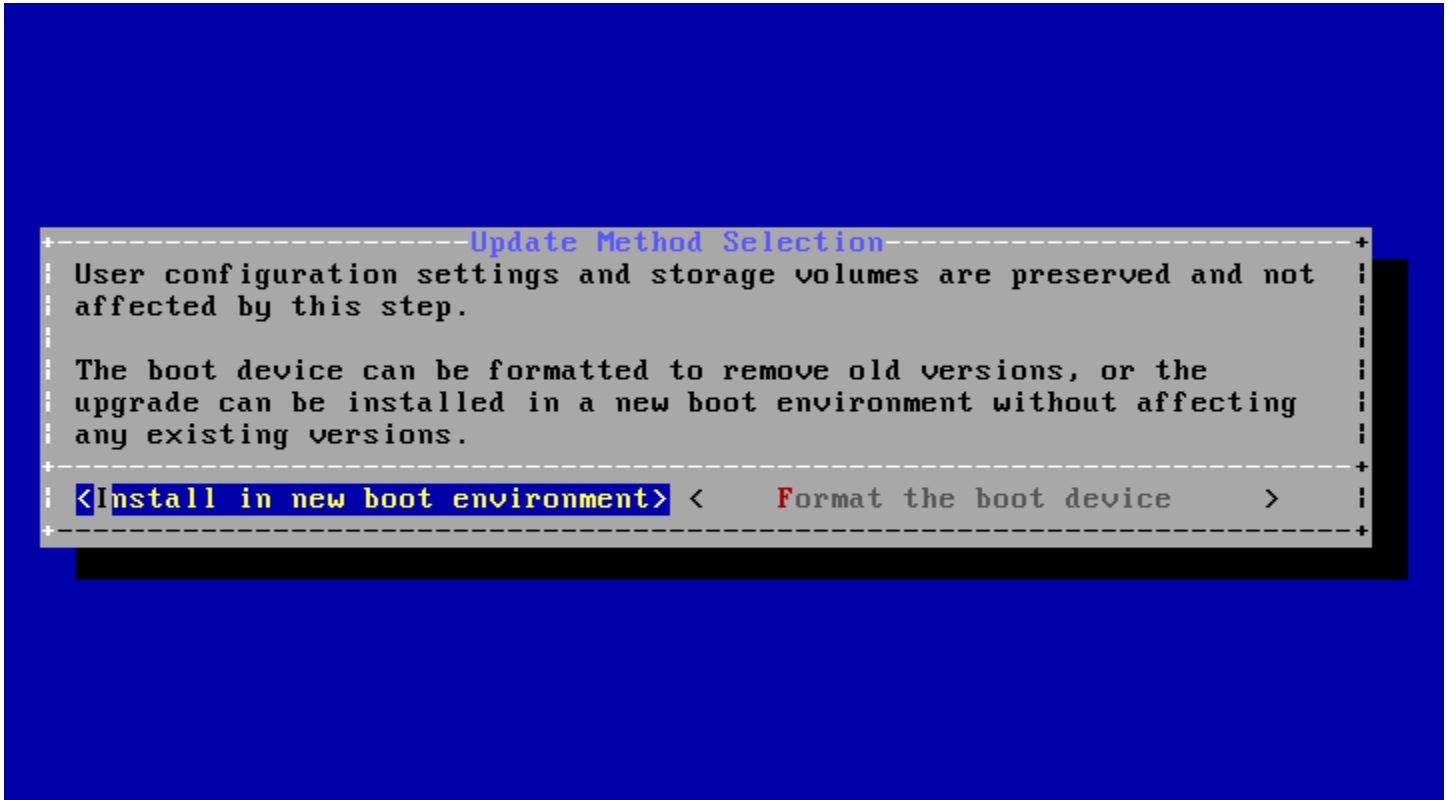 Update Method Selection
User configuration settings and storage volumes are preserved and not
affected by this step.
The boot device can be formatted to remove old versions, or the
upgrade can be installed in a new boot environment without affecting
any existing versions.
<Install in new boot environment> < Format the boot device >